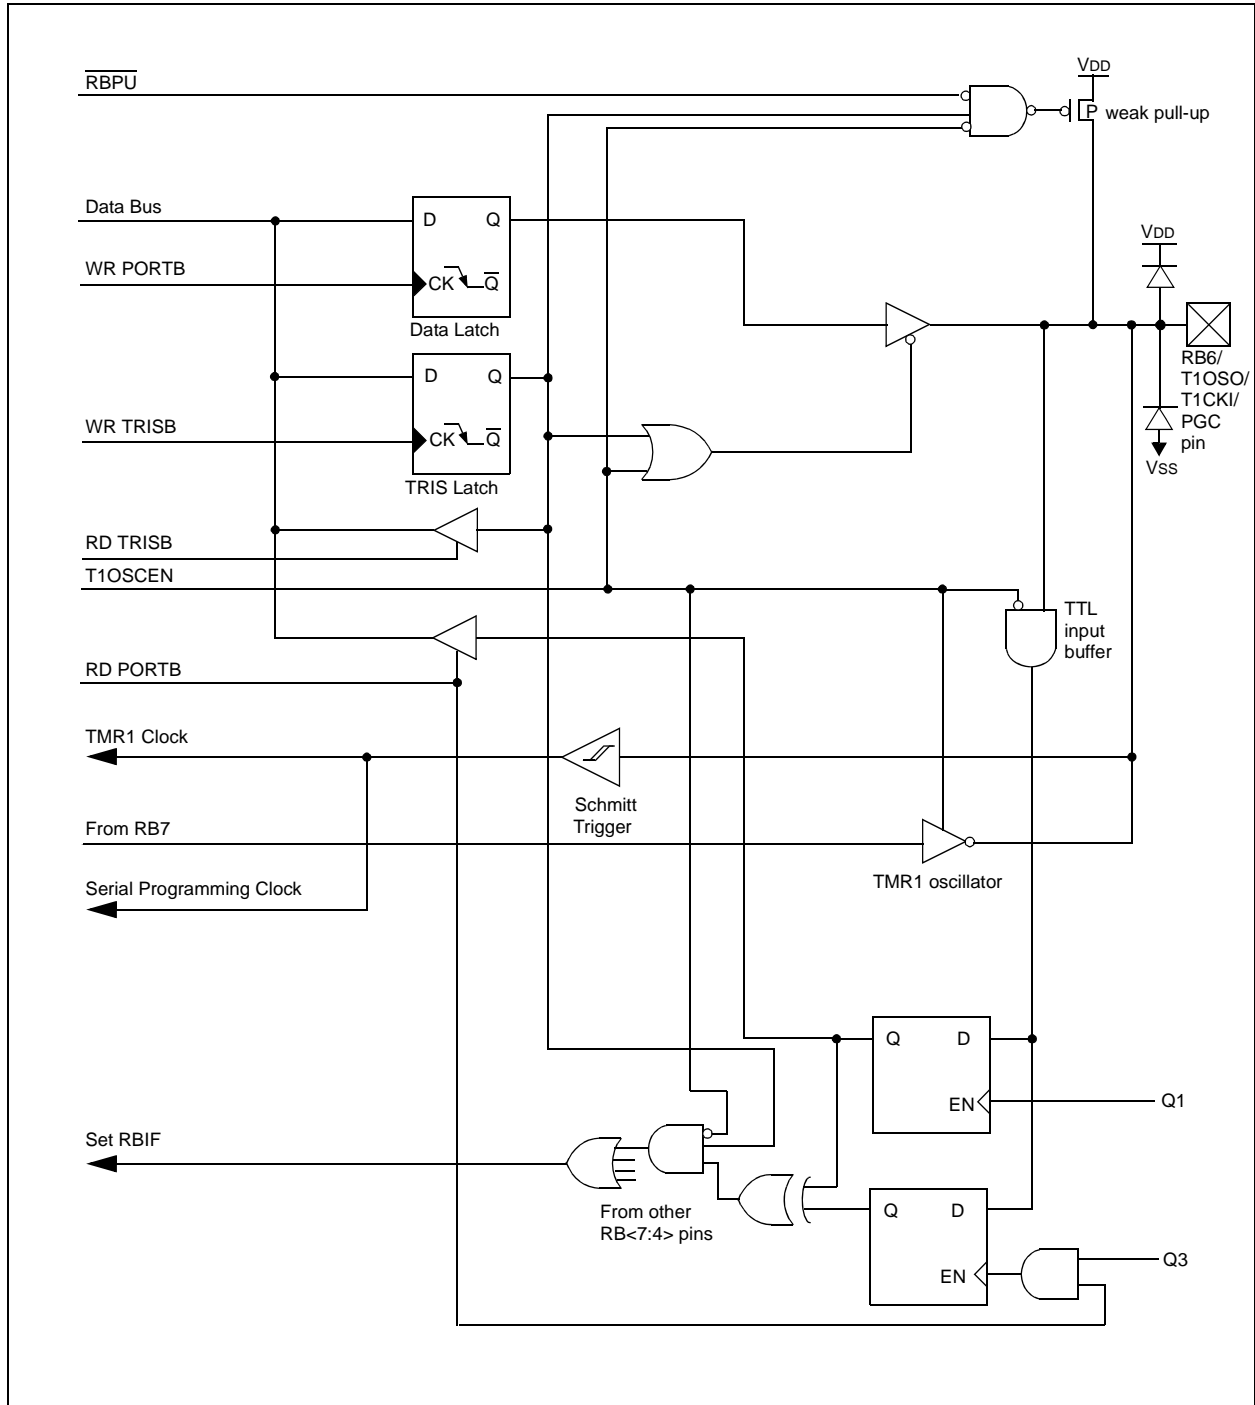 VDD
RBPU
P weak pull-up
Data Bus
D Q
VDD
WR PORTB
CK Q
Data Latch
RB6/
T1OSO/
T1CKI/
PGC
pin
D Q
WR TRISB
CK Q
VSS
TRIS Latch
RD TRISB
T1OSCEN
TTL
input
buffer
RD PORTB
TMR1 Clock
Schmitt
Trigger
From RB7
TMR1 oscillator
Serial Programming Clock
Q D
EN Q1
Set RBIF
From other
RB<7:4> pins
Q D
EN Q3